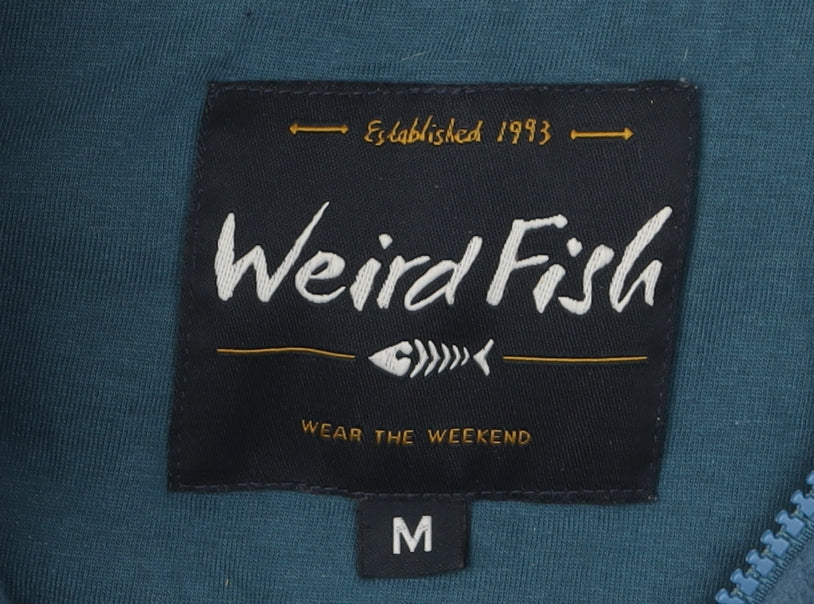 Established 1993
Weird Fish
WEAR THE WEEKEND
M